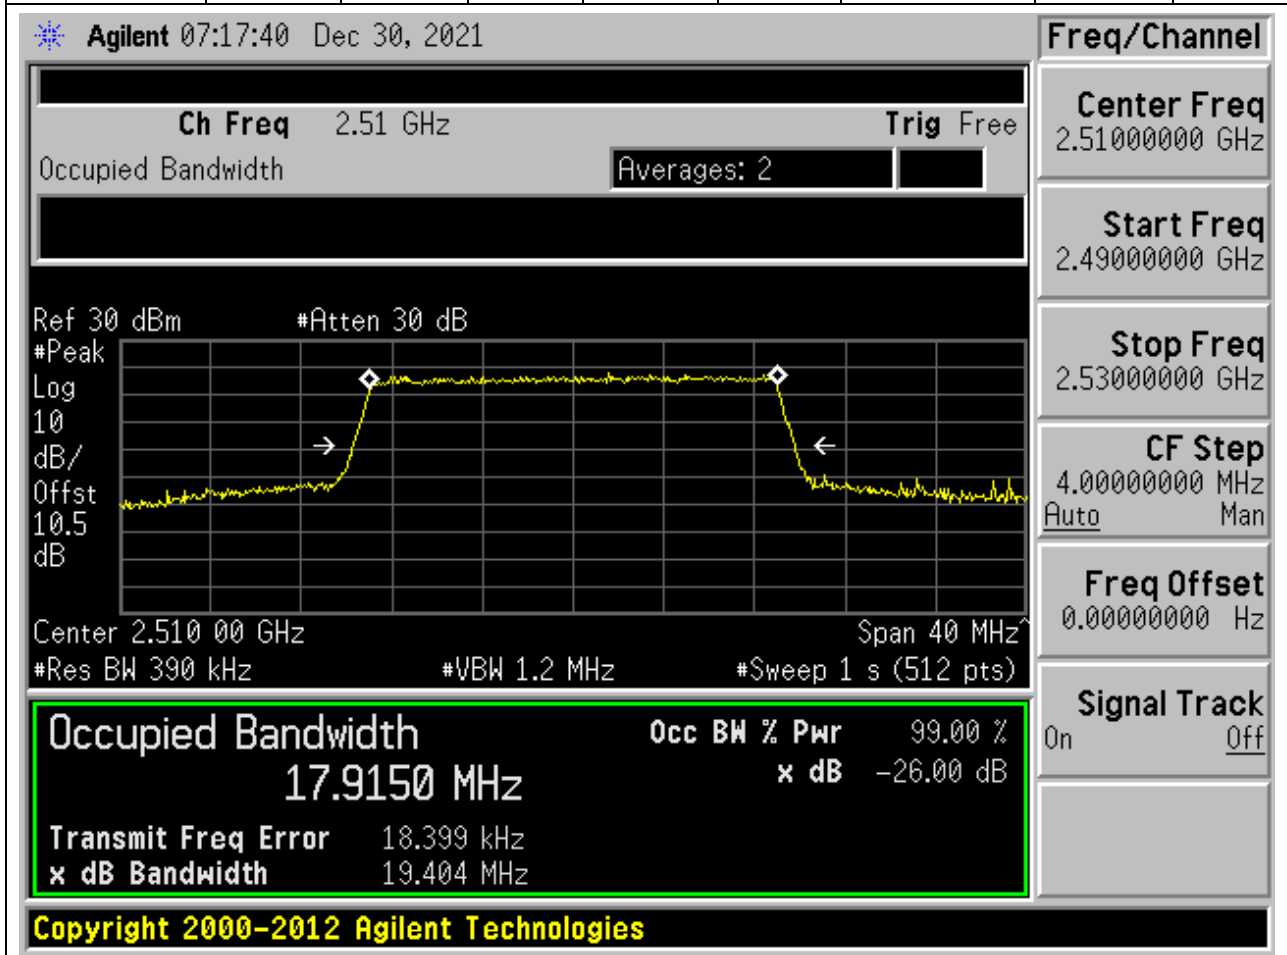 Agilent 07:17:40 Dec 30, 2021
Freq/Channel
Ch Freq 2.51 GHz Trig Free
Occupied Bandwidth Averages: 2
Center Freq
2.51000000 GHz
Start Freq
2.49000000 GHz
Stop Freq
2.53000000 GHz
CF Step
4.00000000 MHz
Auto Man
Freq Offset
0.00000000 Hz
Signal Track
On Off
Ref 30 dBm #Atten 30 dB
#Peak
Log
10
dB/
Offst
10.5
dB
Center 2.510 00 GHz Span 40 MHz^
#Res BW 390 kHz #VBW 1.2 MHz #Sweep 1 s (512 pts)
Occupied Bandwidth Occ BW % Pwr 99.00 %
17.9150 MHz x dB -26.00 dB
Transmit Freq Error 18.399 kHz
x dB Bandwidth 19.404 MHz
Copyright 2000-2012 Agilent Technologies